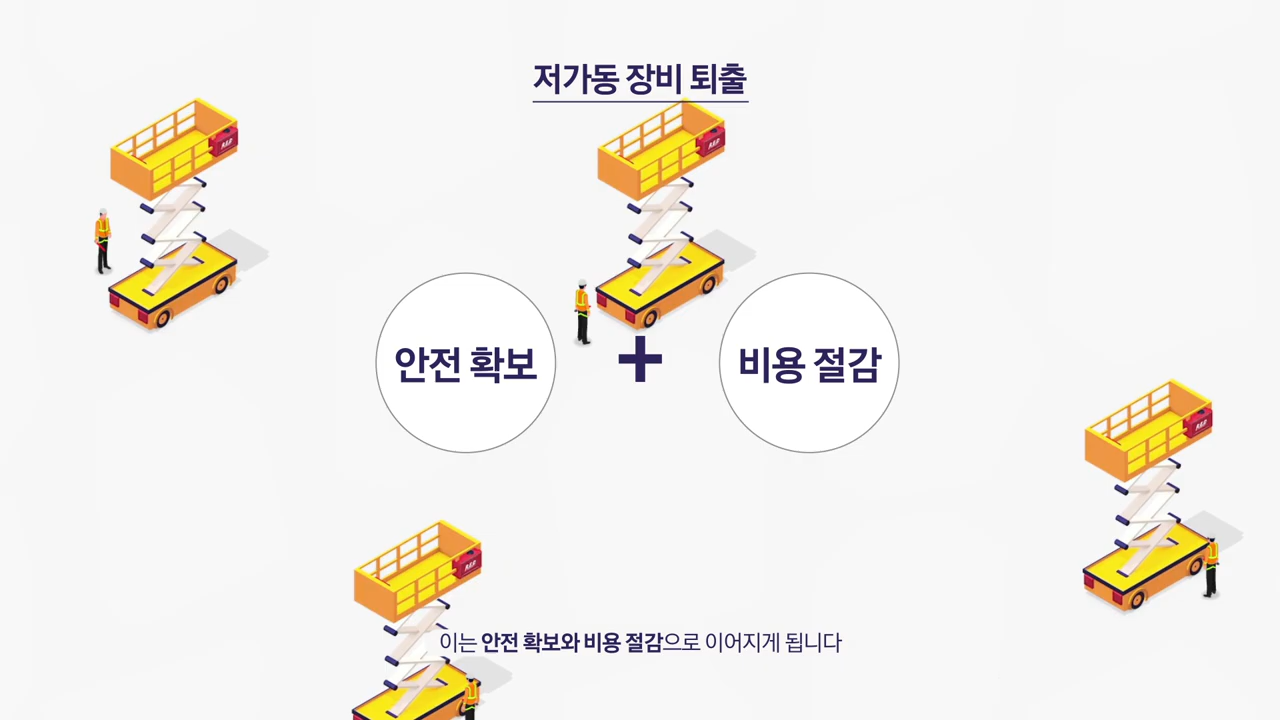 저가동 장비 퇴출
안전 확보
+
비용 절감
이는 안전 확보와 비용 절감으로 이어지게 됩니다